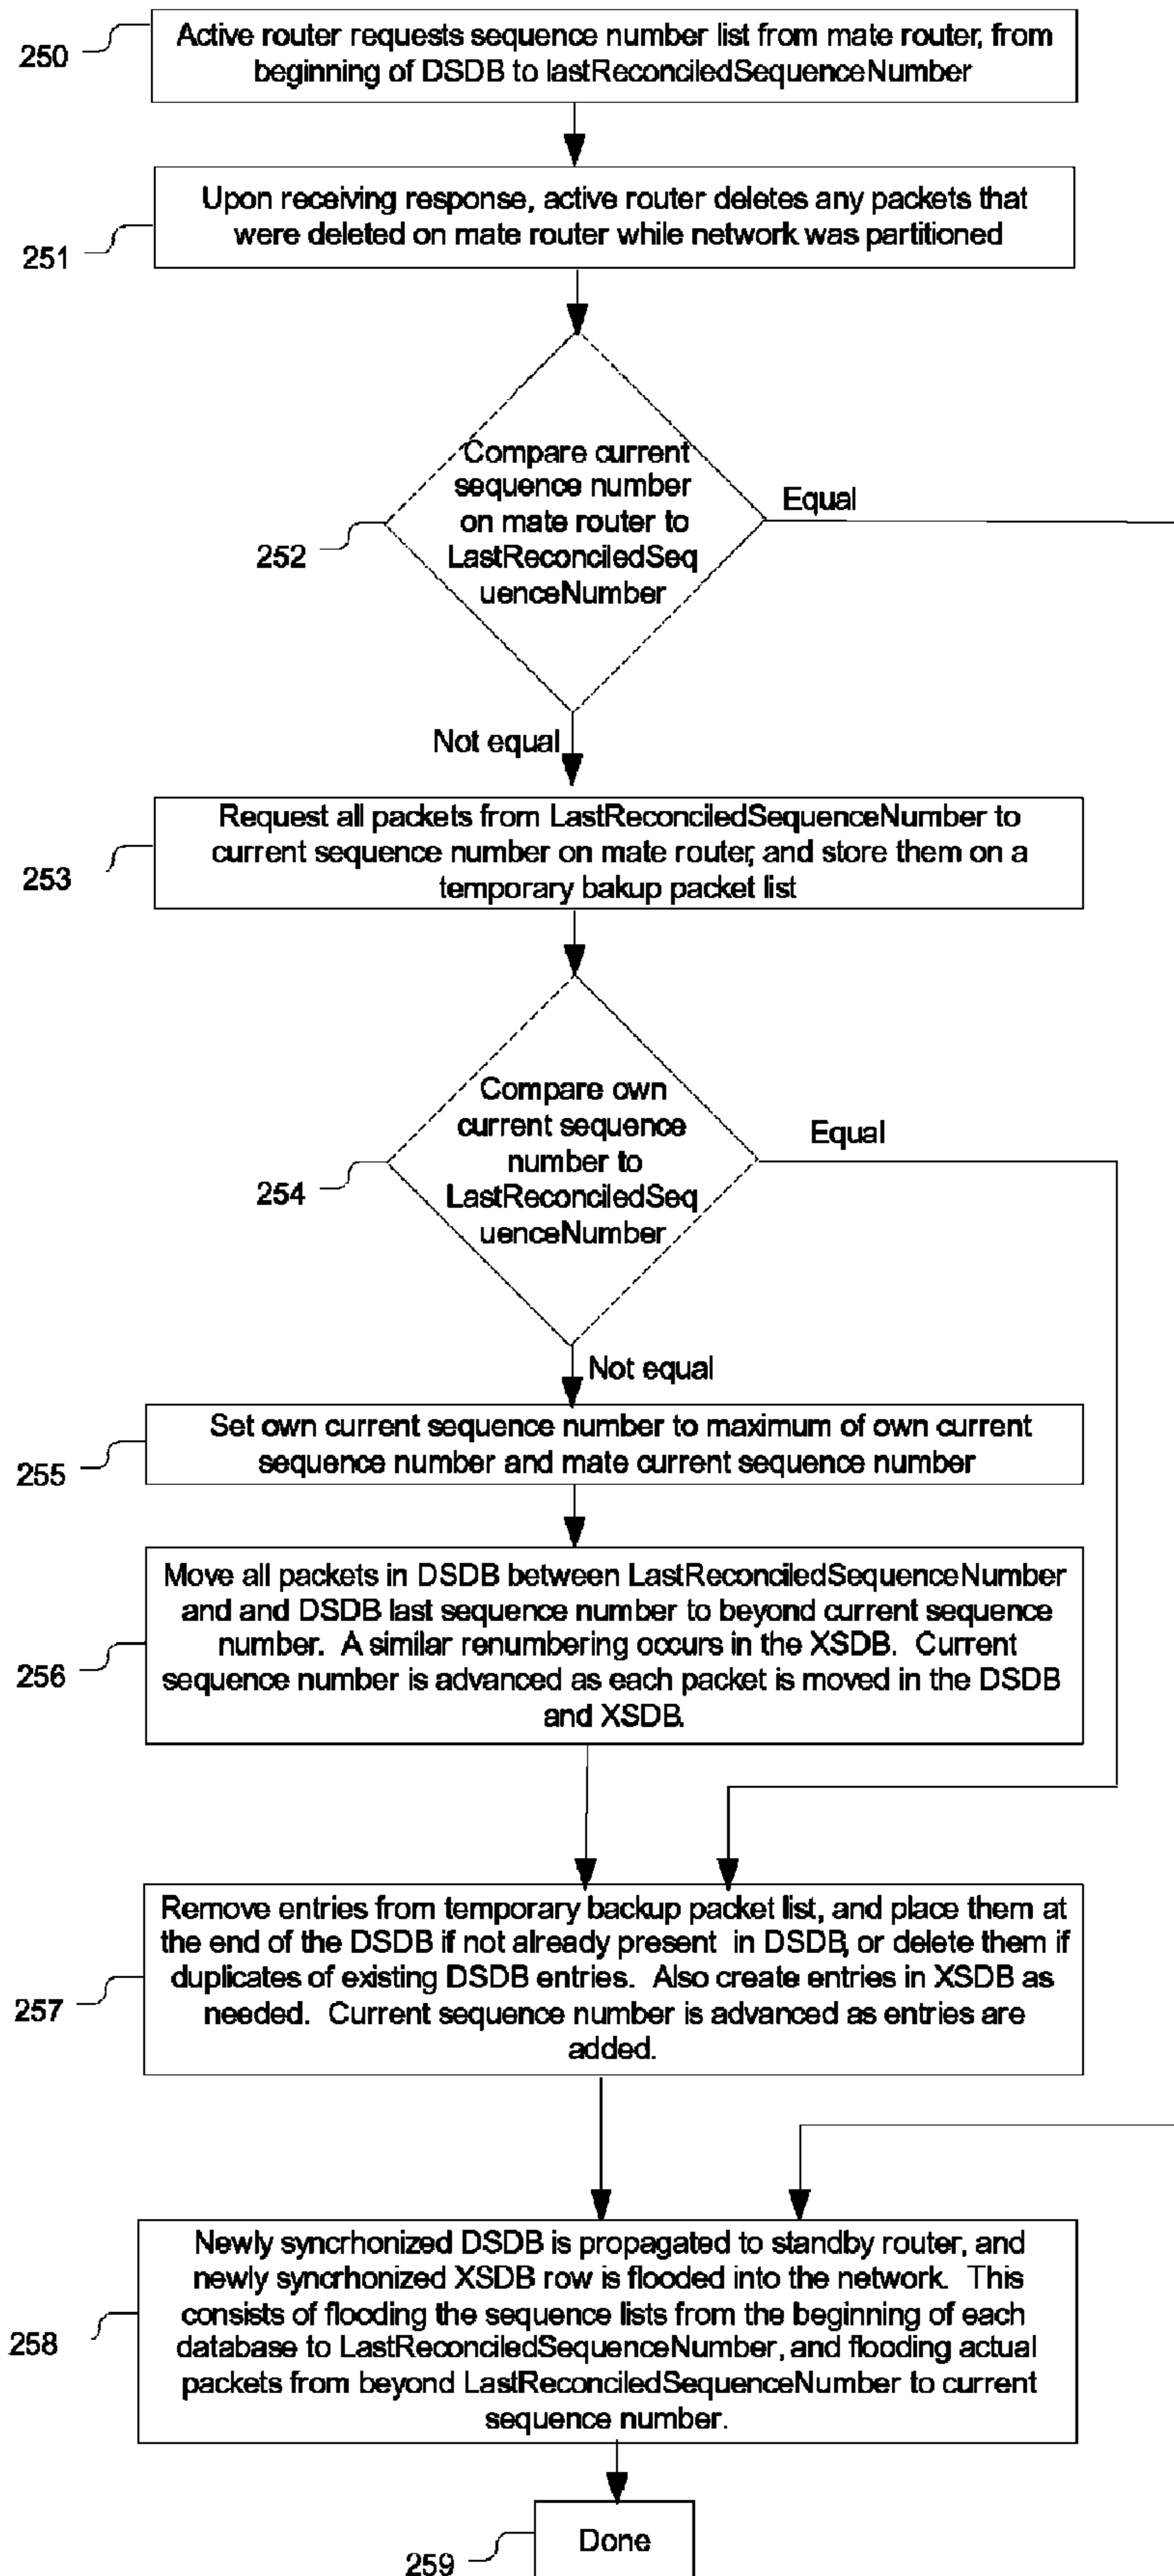 250
Active router requests sequence number list from mate router, from
beginning of DSDB to lastReconciledSequenceNumber
251
Upon receiving response, active router deletes any packets that
were deleted on mate router while network was partitioned
252
Compare current
sequence number
on mate router to
LastReconciledSeq
uenceNumber
Equal
Not equal
253
Request all packets from LastReconciledSequenceNumber to
current sequence number on mate router, and store them on a
temporary bakup packet list
254
Compare own
current sequence
number to
LastReconciledSeq
uenceNumber
Equal
Not equal
255
Set own current sequence number to maximum of own current
sequence number and mate current sequence number
256
Move all packets in DSDB between LastReconciledSequenceNumber
and and DSDB last sequence number to beyond current sequence
number. A similar renumbering occurs in the XSDB. Current
sequence number is advanced as each packet is moved in the DSDB
and XSDB.
257
Remove entries from temporary backup packet list, and place them at
the end of the DSDB if not already present in DSDB, or delete them if
duplicates of existing DSDB entries. Also create entries in XSDB as
needed. Current sequence number is advanced as entries are
added.
258
Newly syncrhonized DSDB is propagated to standby router, and
newly syncrhonized XSDB row is flooded into the network. This
consists of flooding the sequence lists from the beginning of each
database to LastReconciledSequenceNumber, and flooding actual
packets from beyond LastReconciledSequenceNumber to current
sequence number.
259
Done